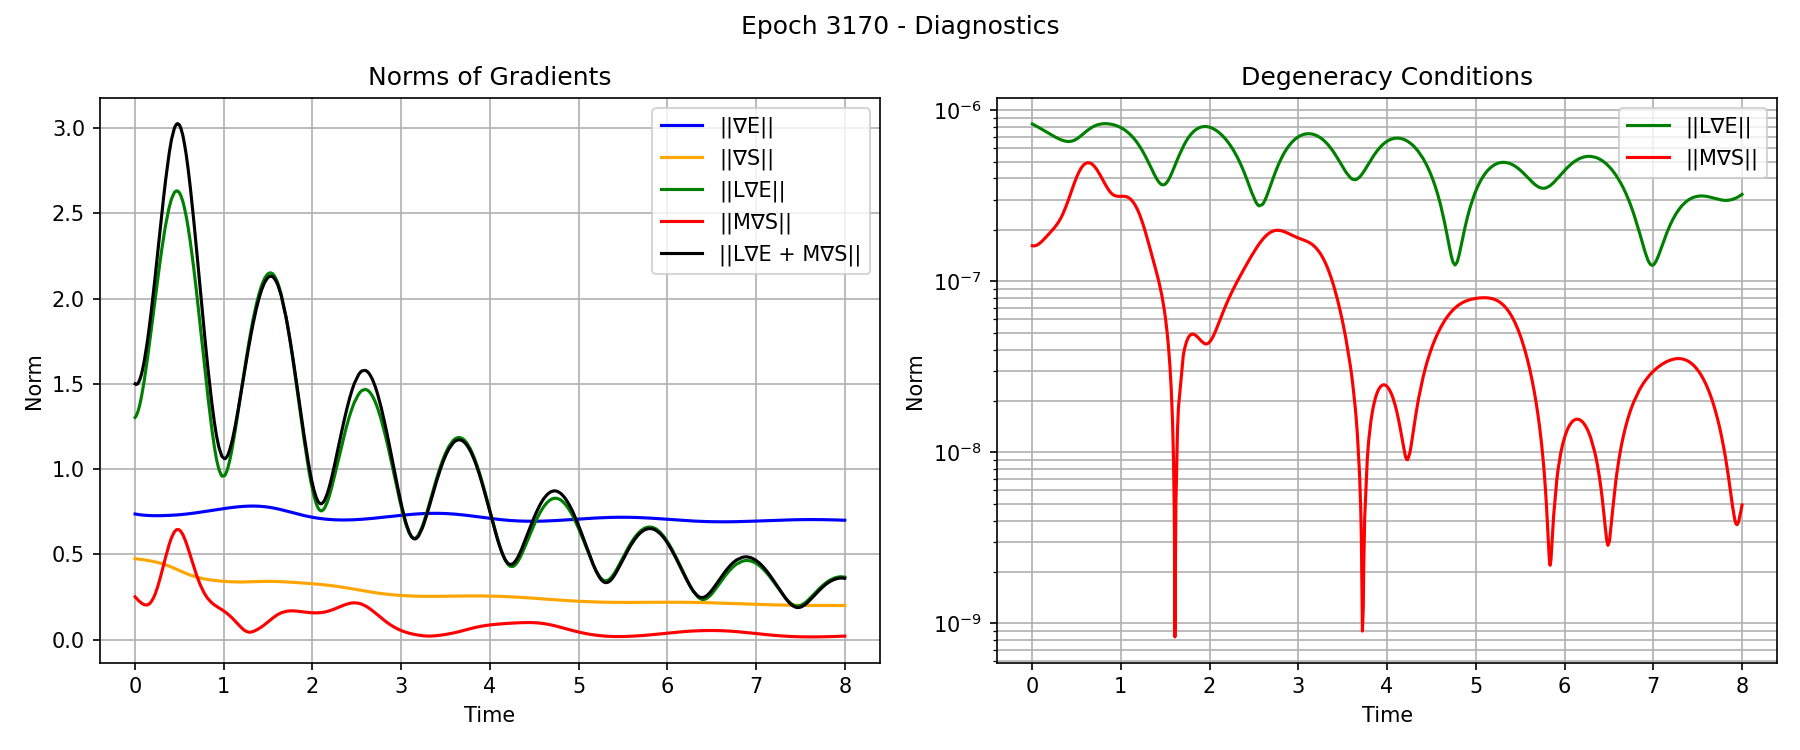 Epoch 3170 - Diagnostics
Norms of Gradients
Norm
3.0
2.5
2.0
1.5
1.0
0.5
0.0
0 1 2 3 4 5 6 7 8
Time
||∇E||
||∇S||
||L∇E||
||M∇S||
||L∇E + M∇S||
Degeneracy Conditions
Norm
10⁻⁶
10⁻⁷
10⁻⁸
10⁻⁹
0 1 2 3 4 5 6 7 8
Time
||L∇E||
||M∇S||